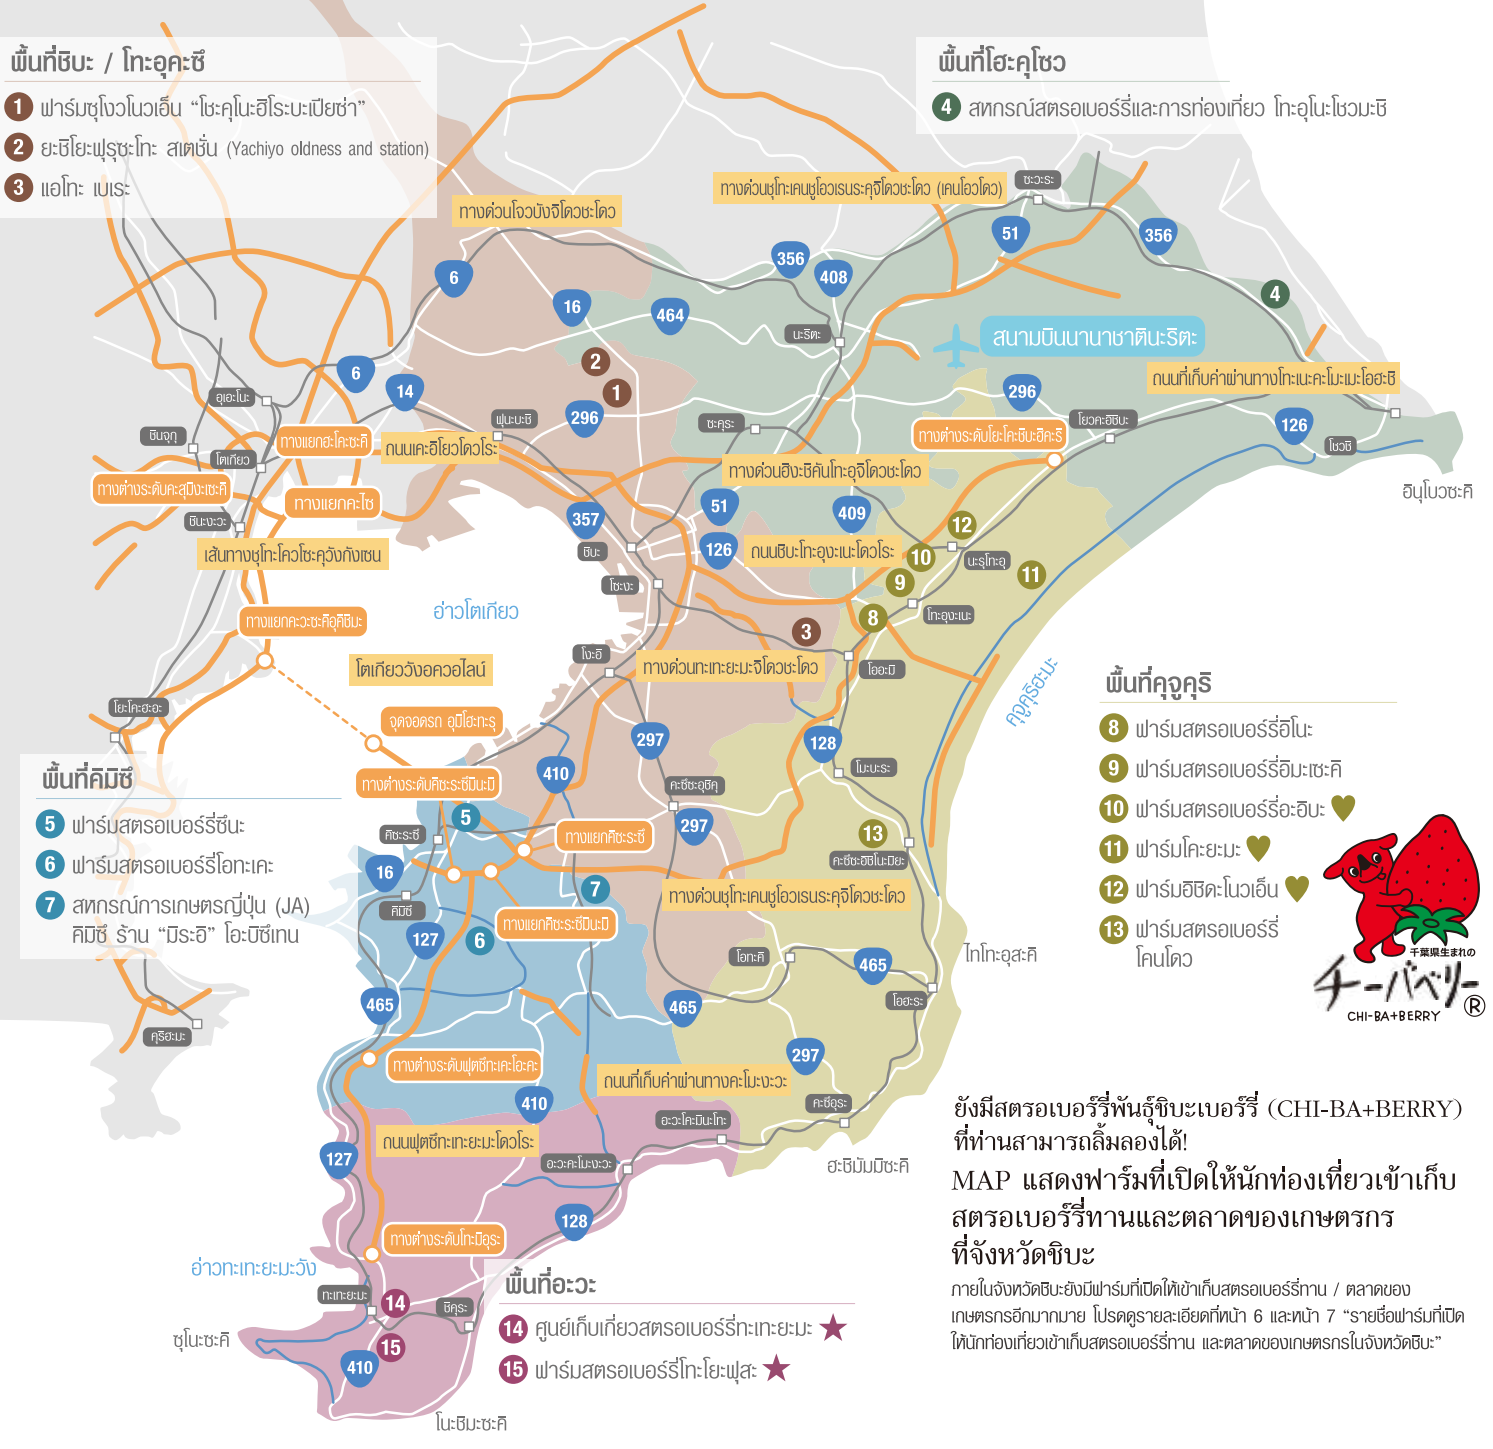 พื้นที่ชิบะ / โทะอุคะซึ
1 ฟาร์มซุโงวโนวเอ็น “โชะคุโนะฮิโระบะเปียซ่า”
2 ยะชิโยะฟุรุซะโทะ สเตชั่น (Yachiyo oldness and station)
3 แอโทะ เบเระ
พื้นที่โฮะคุโซว
4 สหกรณ์สตรอเบอร์รี่และการท่องเที่ยว โทะอุโนะโชวมะชิ
ทางด่วนชุโทะเคนชูโอวเรนระคุจิโดวชะโดว (เคนโอวโดว)
ซะวะระ
ทางด่วนโจวบังจิโดวชะโดว
51
356
356
6
408
4
16
464
นะริตะ
สนามบินนานาชาตินะริตะ
2
6
14
1
296
ถนนที่เก็บค่าผ่านทางโทะเนะคะโมะเมะโอฮะชิ
อุเอะโนะ
296
ฟุนะบะชิ
ซะคุระ
โยวคะอิชิบะ
126
ชินจุกุ
ทางแยกฮะโคะซะคิ
ถนนเคะอิโยวโดวโระ
ทางต่างระดับโยะโคะชิบะฮิคะริ
โชวชิ
โตเกียว
ทางด่วนฮิงะชิคันโทะอุจิโดวชะโดว
ทางต่างระดับคะสุมิงะเซะคิ
ทางแยกคะไซ
อินุโบวซะคิ
51
409
ชินะงะวะ
357
12
เส้นทางชุโทะโควโซะคุวังกังเซน
ชิบะ
126
ถนนชิบะโทะอุงะเนะโดวโระ
10
นะรุโทะอุ
โซะงะ
9
11
อ่าวโตเกียว
โทะอุงะเนะ
ทางแยกคะวะซะคิอุคิชิมะ
3
8
โงะอิ
ทางด่วนทะเทะยะมะจิโดวชะโดว
โตเกียววังอควอไลน์
โออะมิ
คุจูคุริฮะมะ
พื้นที่คุจูคุริ
8 ฟาร์มสตรอเบอร์รี่อิโนะ
9 ฟาร์มสตรอเบอร์รี่อิมะเซะคิ
10 ฟาร์มสตรอเบอร์รี่อะอิบะ ♥
11 ฟาร์มโคะยะมะ ♥
12 ฟาร์มอิชิดะโนวเอ็น ♥
13 ฟาร์มสตรอเบอร์รี่
โคนโดว
千葉県生まれの
チーバベリー®
CHI-BA+BERRY
โยะโคะฮะอะ
จุดจอดรถ อุมิโฮะทะรุ
297
128
พื้นที่คิมิซึ
5 ฟาร์มสตรอเบอร์รี่ซึนะ
6 ฟาร์มสตรอเบอร์รี่โอทะเคะ
7 สหกรณ์การเกษตรญี่ปุ่น (JA)
คิมิซึ ร้าน “มิระอิ” โอะบิซึเทน
ทางต่างระดับคิซะระซึมินะมิ
410
คะซึซะอุชิคุ
โมะบะระ
5
297
คิซะระซึ
ทางแยกคิซะระซึ
13
คะซึซะอิชิโนะมิยะ
16
7
คิมิซึ
ทางด่วนชุโทะเคนชูโอวเรนระคุจิโดวชะโดว
127
6
ทางแยกคิซะระซึมินะมิ
โอทะคิ
465
ไทโทะอุสะคิ
465
465
โอฮะระ
คุริฮะมะ
ทางต่างระดับฟุตซึทะเคะโอะคะ
297
ถนนที่เก็บค่าผ่านทางคะโมะงะวะ
410
คะซึอุระ
อะวะโคะมินะโทะ
ถนนฟุตซึทะเทะยะมะโดวโระ
127
อะวะคะโมะงะวะ
ฮะชิมัมมิซะคิ
128
ทางต่างระดับโทะมิอุระ
อ่าวทะเทะยะมะวัง
ทะเทะยะมะ
14
ชิคุระ
ซุโนะซะคิ
15
410
โนะชิมะซะคิ
พื้นที่อะวะ
14 ศูนย์เก็บเกี่ยวสตรอเบอร์รี่ทะเทะยะมะ ★
15 ฟาร์มสตรอเบอร์รี่โทะโยะฟุสะ ★
ยังมีสตรอเบอร์รี่พันธุ์ชิบะเบอร์รี่ (CHI-BA+BERRY)
ที่ท่านสามารถลิ้มลองได้!
MAP แสดงฟาร์มที่เปิดให้นักท่องเที่ยวเข้าเก็บ
สตรอเบอร์รี่ทานและตลาดของเกษตรกร
ที่จังหวัดชิบะ
ภายในจังหวัดชิบะยังมีฟาร์มที่เปิดให้เข้าเก็บสตรอเบอร์รี่ทาน / ตลาดของ
เกษตรกรอีกมากมาย โปรดดูรายละเอียดที่หน้า 6 และหน้า 7 “รายชื่อฟาร์มที่เปิด
ให้นักท่องเที่ยวเข้าเก็บสตรอเบอร์รี่ทาน และตลาดของเกษตรกรในจังหวัดชิบะ”